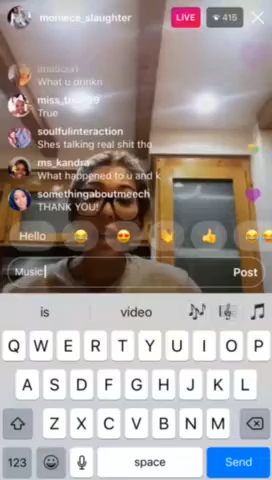 moniece_slaughter
LIVE
415
What u drinkn
True
soulfulinteraction
Shes talking real shit tho
ms_kandra
What happened to u and k
somethingaboutmeech
THANK YOU!
Hello
Music
Post
is
video
Q W E R T Y U I O P
A S D F G H J K L
Z X C V B N M
123
space
Send